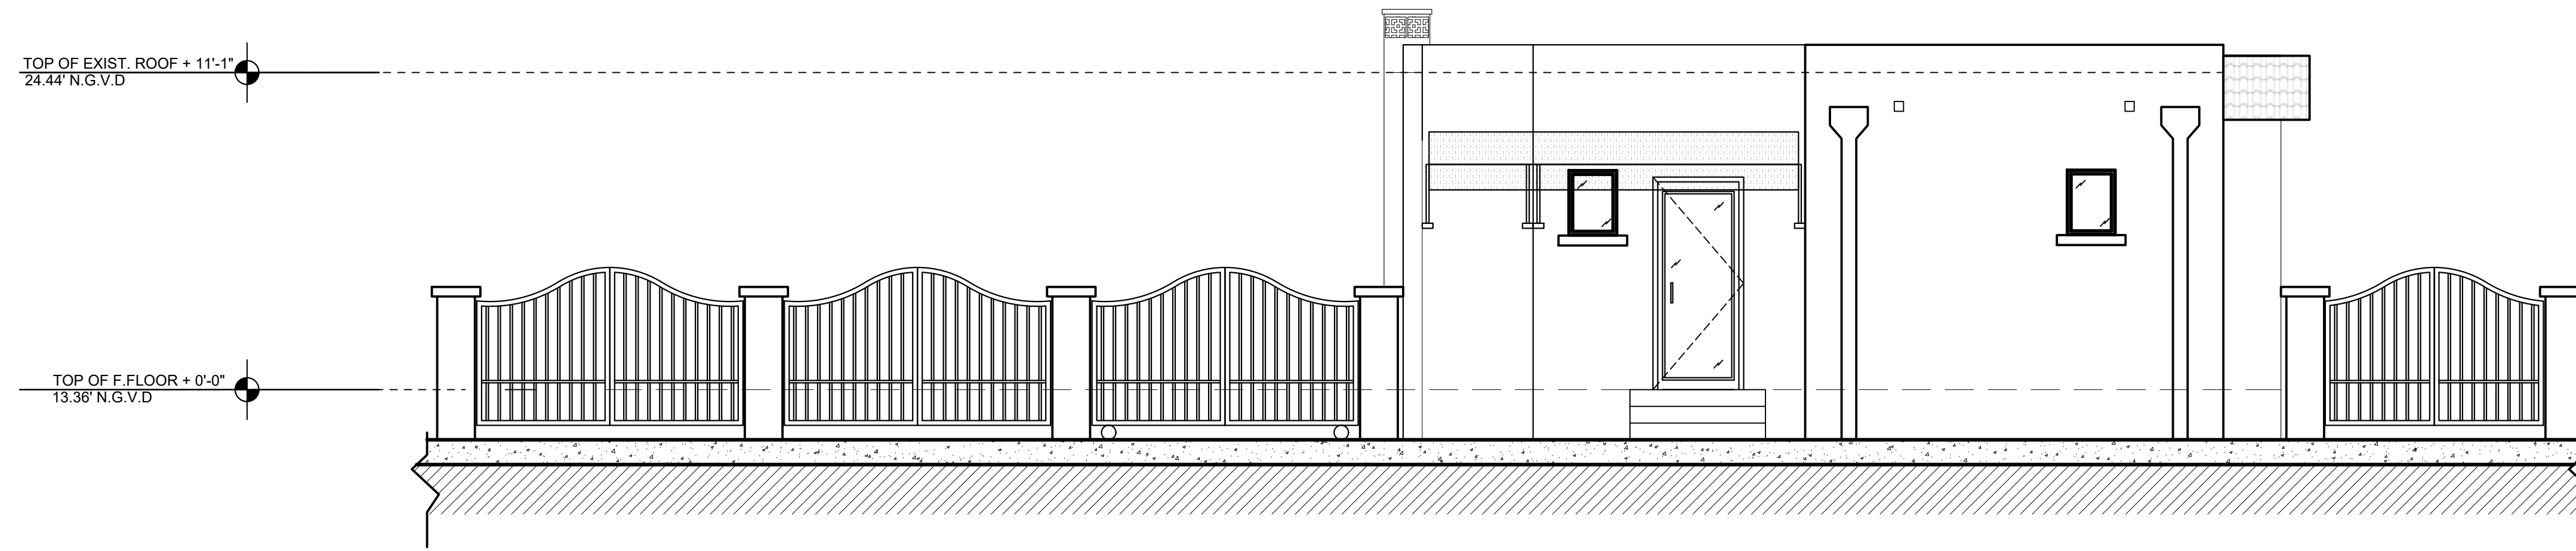 TOP OF EXIST. ROOF + 11'-1"
24.44' N.G.V.D
TOP OF F.FLOOR + 0'-0"
13.36' N.G.V.D